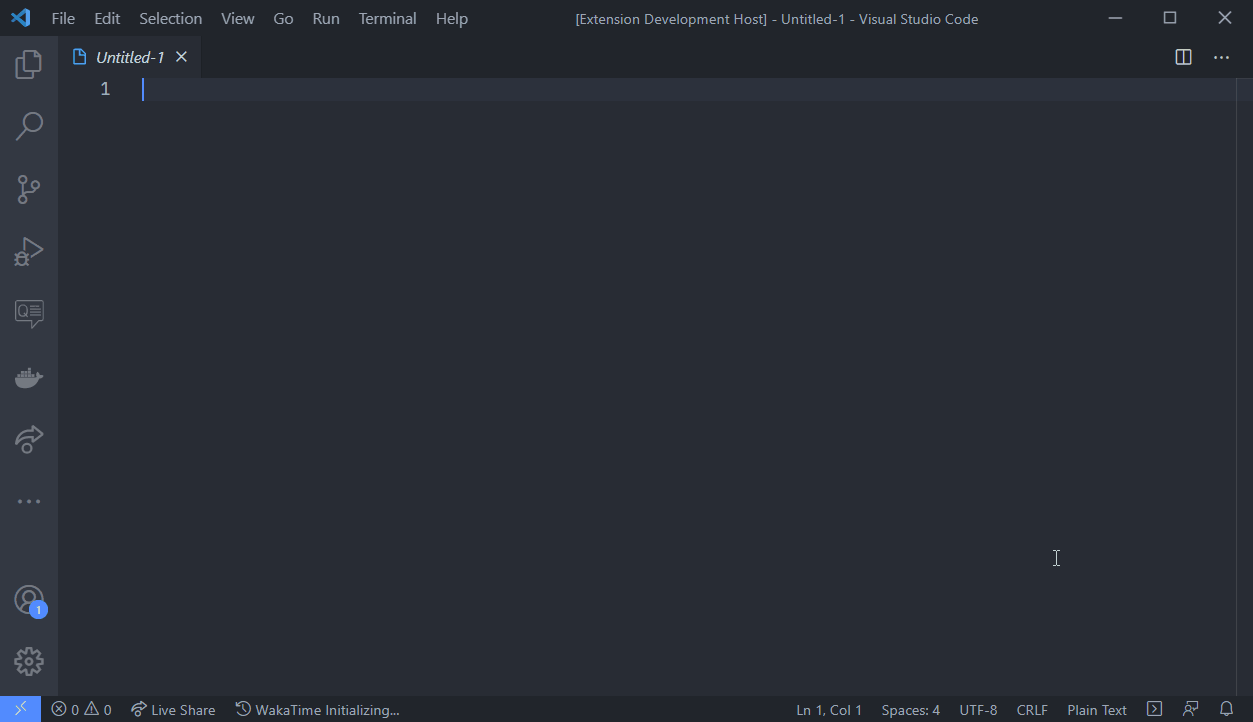 File Edit Selection View Go Run Terminal Help [Extension Development Host] - Untitled-1 - Visual Studio Code
Untitled-1
1
1
0 0 Live Share WakaTime Initializing... Ln 1, Col 1 Spaces: 4 UTF-8 CRLF Plain Text